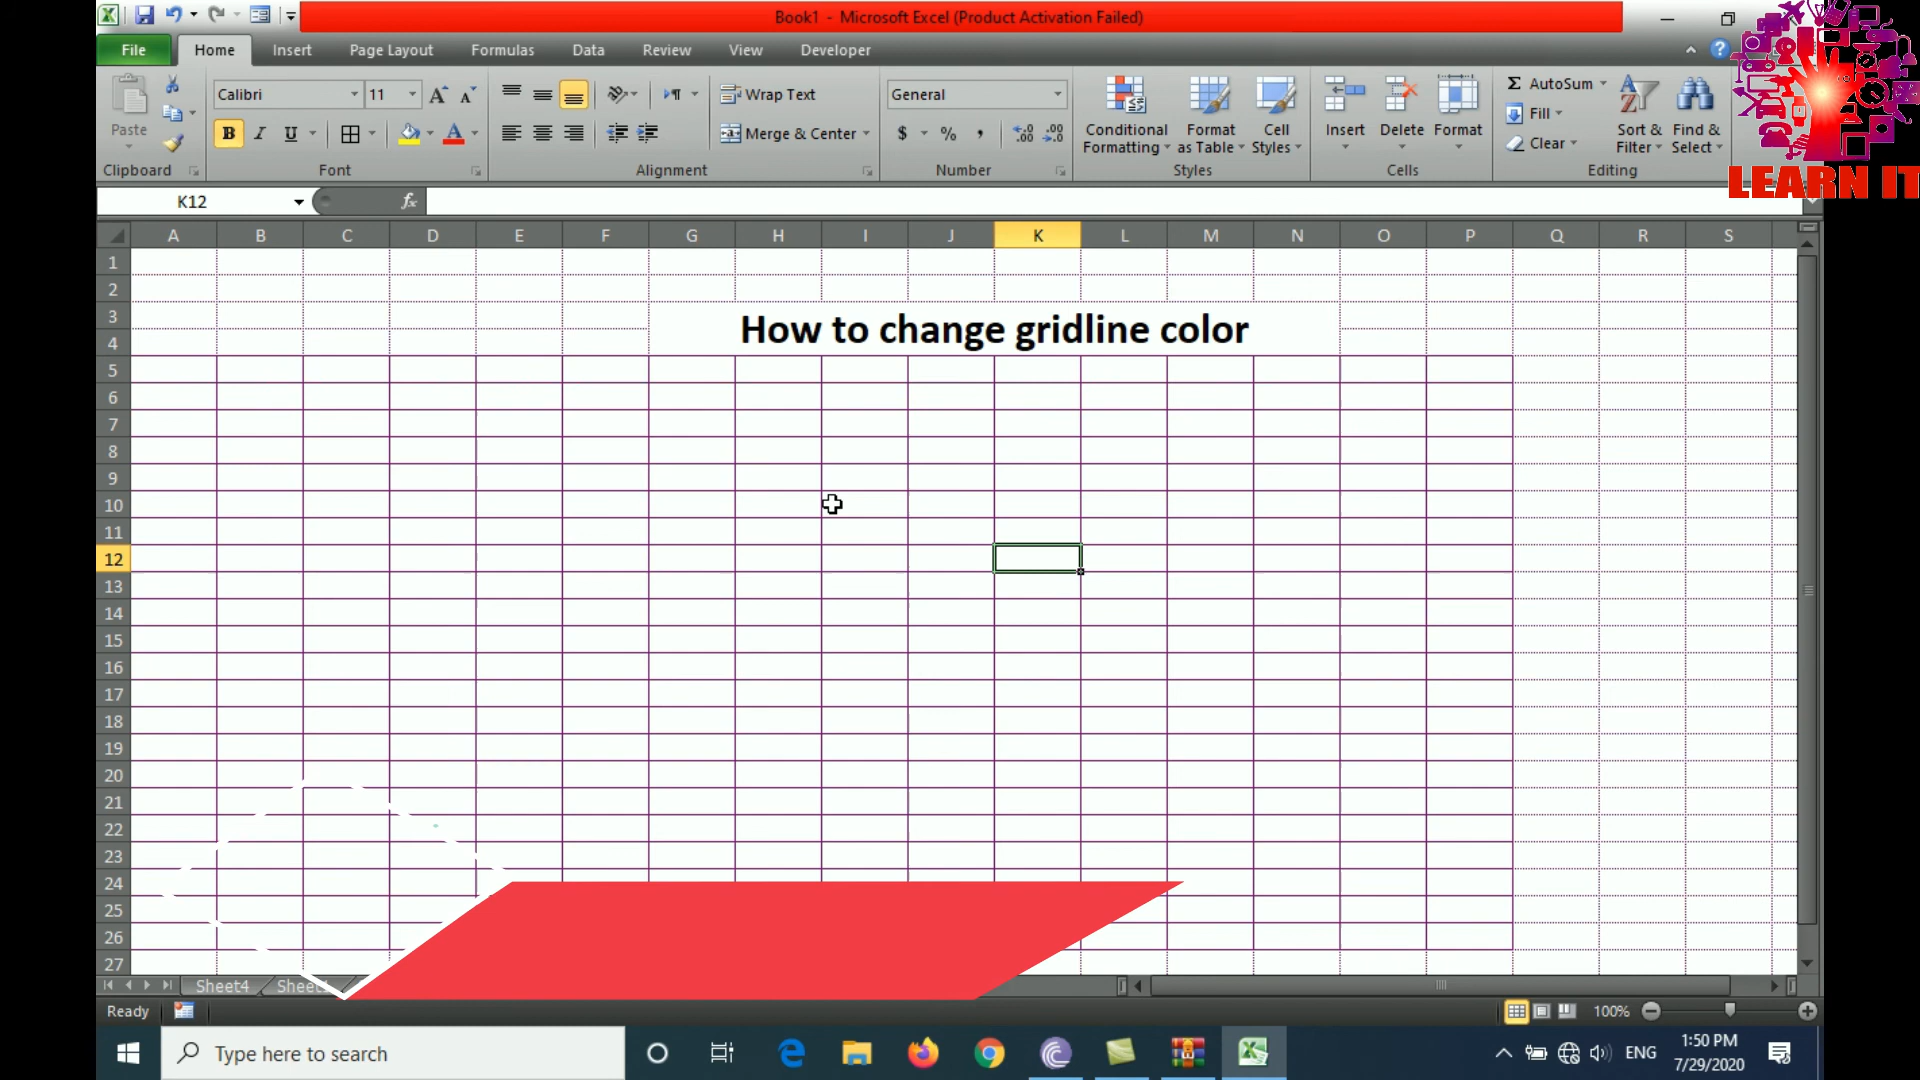 Book1 - Microsoft Excel (Product Activation Failed)
File Home Insert Page Layout Formulas Data Review View Developer
Calibri 11
Wrap Text
General
Σ AutoSum
Fill
Clear
Paste
B I U
Merge & Center
$ % ,
Conditional Formatting
Format as Table
Cell Styles
Insert Delete Format
Sort & Filter
Find & Select
Clipboard Font Alignment Number Styles Cells Editing
LEARN IT
K12
fx
A B C D E F G H I J K L M N O P Q R S
1
2
3
How to change gridline color
4
5
6
7
8
9
10
11
12
13
14
15
16
17
18
19
20
21
22
23
24
25
26
27
Sheet4
Ready
100%
Type here to search
ENG
1:50 PM
7/29/2020